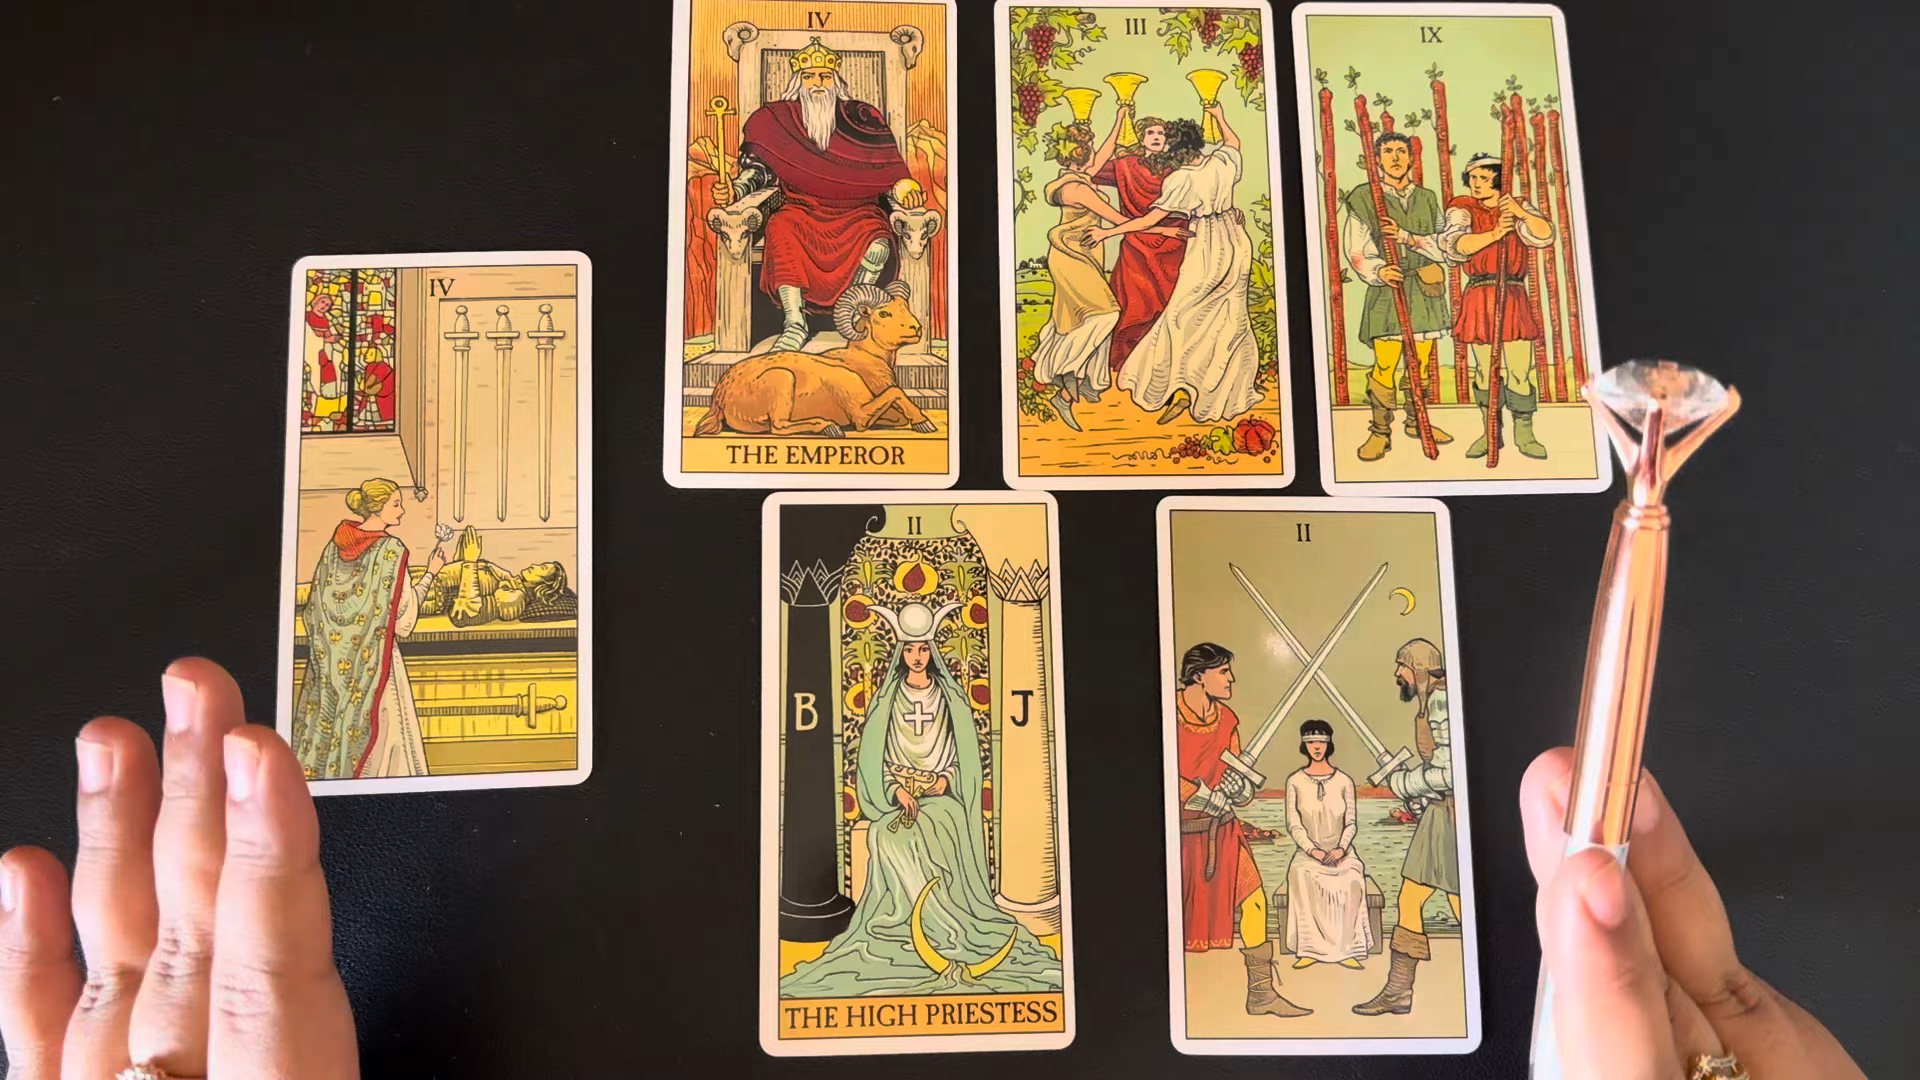 IV
THE EMPEROR
III
IX
IV
II
B
J
THE HIGH PRIESTESS
II